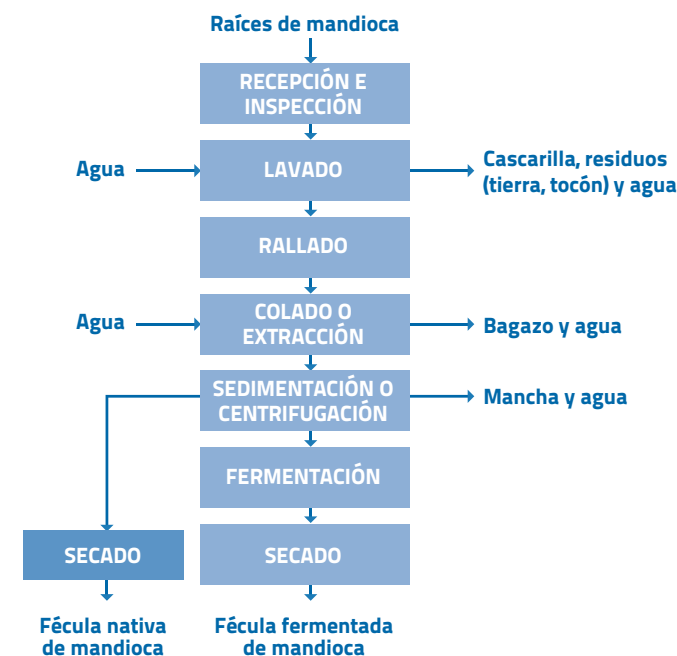 Raíces de mandioca
RECEPCIÓN E
INSPECCIÓN
Agua
LAVADO
Cascarilla, residuos
(tierra, tocón) y agua
RALLADO
Agua
COLADO O
EXTRACCIÓN
Bagazo y agua
SEDIMENTACIÓN O
CENTRIFUGACIÓN
Mancha y agua
FERMENTACIÓN
SECADO
SECADO
Fécula nativa
de mandioca
Fécula fermentada
de mandioca